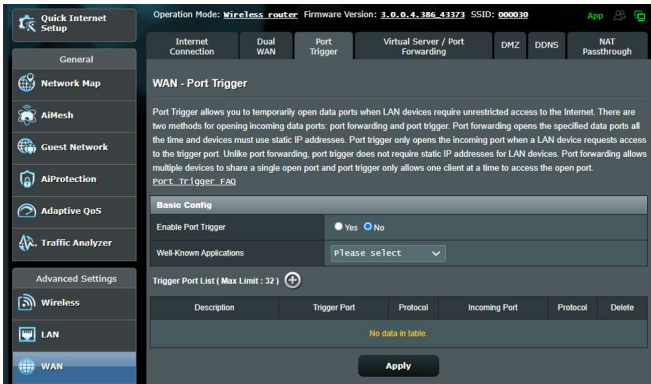 Quick Internet
Setup
Operation Mode: Wireless router Firmware Version: 3.0.0.4.386_43373 SSID: 000030
App
General
Network Map
AiMesh
Guest Network
AiProtection
Adaptive QoS
Traffic Analyzer
Advanced Settings
Wireless
LAN
WAN
Internet
Connection
Dual
WAN
Port
Trigger
Virtual Server / Port
Forwarding
DMZ
DDNS
NAT
Passthrough
WAN - Port Trigger
Port Trigger allows you to temporarily open data ports when LAN devices require unrestricted access to the Internet. There are
two methods for opening incoming data ports: port forwarding and port trigger. Port forwarding opens the specified data ports all
the time and devices must use static IP addresses. Port trigger only opens the incoming port when a LAN device requests access
to the trigger port. Unlike port forwarding, port trigger does not require static IP addresses for LAN devices. Port forwarding allows
multiple devices to share a single open port and port trigger only allows one client at a time to access the open port.
Port Trigger FAQ
Basic Config
Enable Port Trigger Yes No
Well-Known Applications Please select
Trigger Port List ( Max Limit : 32 )
Description Trigger Port Protocol Incoming Port Protocol Delete
No data in table.
Apply